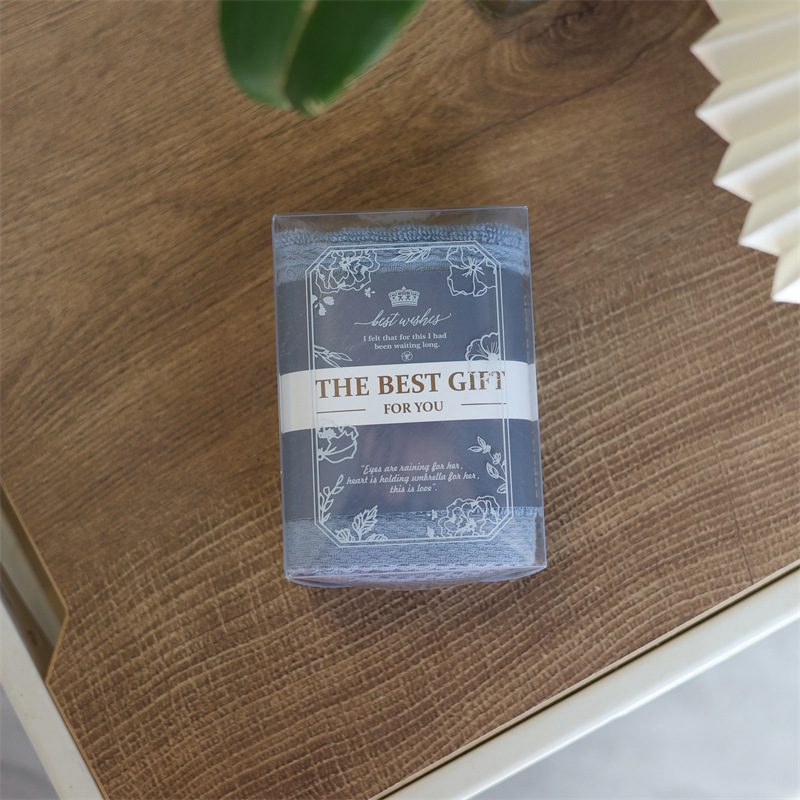 best wishes
I felt that for this I had
been waiting long.
THE BEST GIFT
FOR YOU
"Eyes are raining for her,
heart is holding umbrella for her,
this is love".